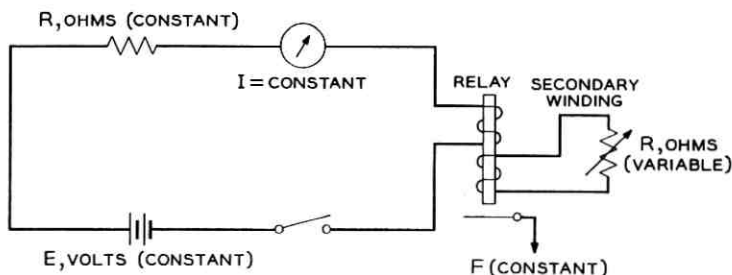 R, OHMS (CONSTANT)
I = CONSTANT
RELAY
SECONDARY
WINDING
R, OHMS
(VARIABLE)
E, VOLTS (CONSTANT)
F (CONSTANT)